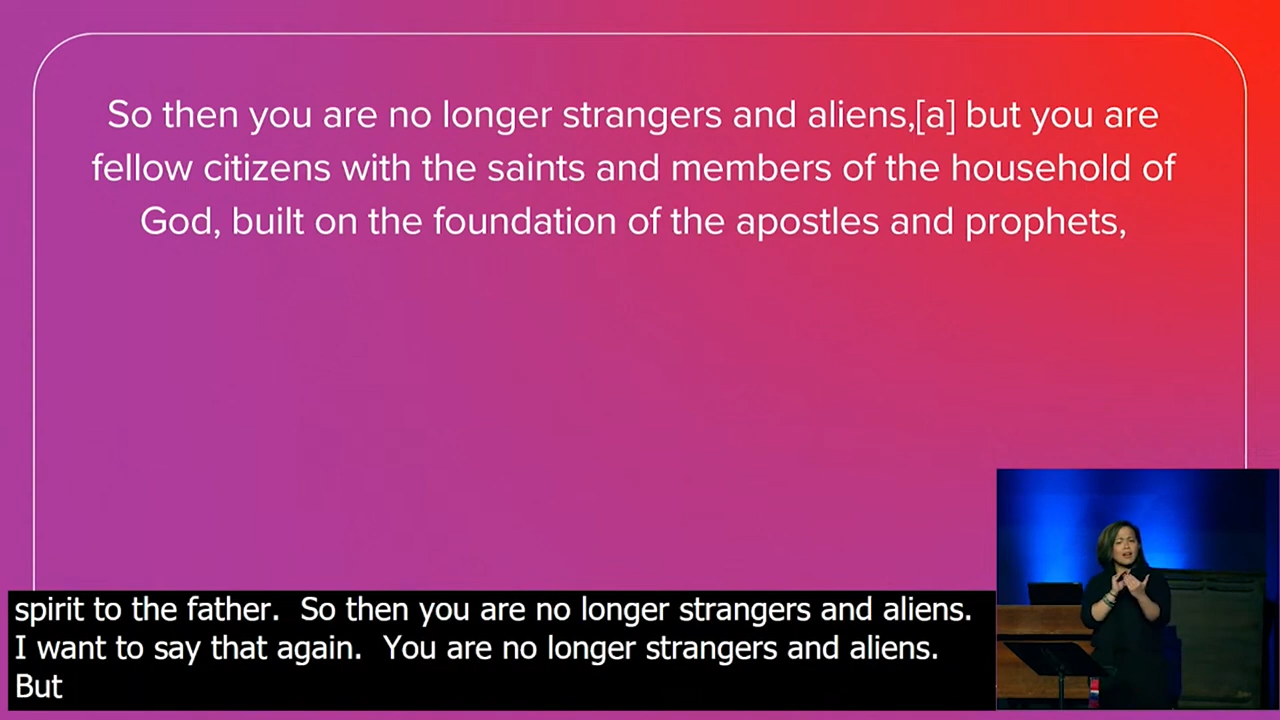 So then you are no longer strangers and aliens,[a] but you are
fellow citizens with the saints and members of the household of
God, built on the foundation of the apostles and prophets,
spirit to the father.  So then you are no longer strangers and aliens.
I want to say that again.  You are no longer strangers and aliens.
But